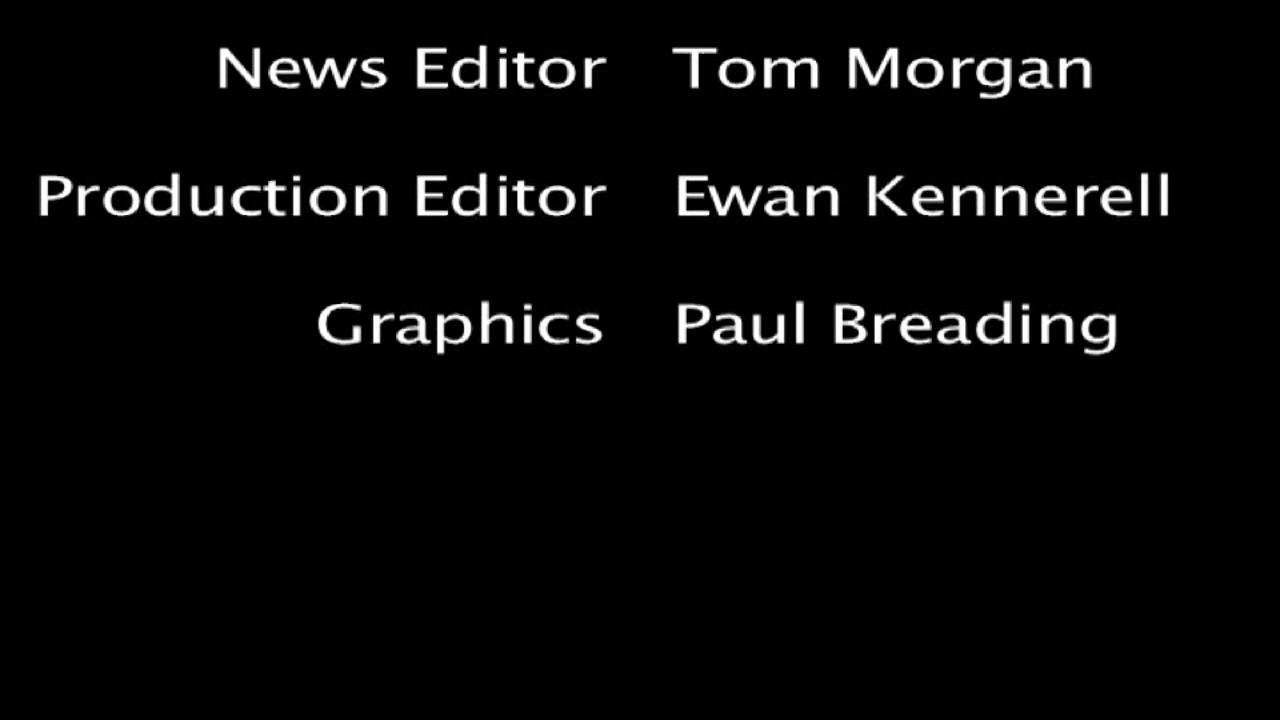 News Editor Tom Morgan
Production Editor Ewan Kennerell
Graphics Paul Breading